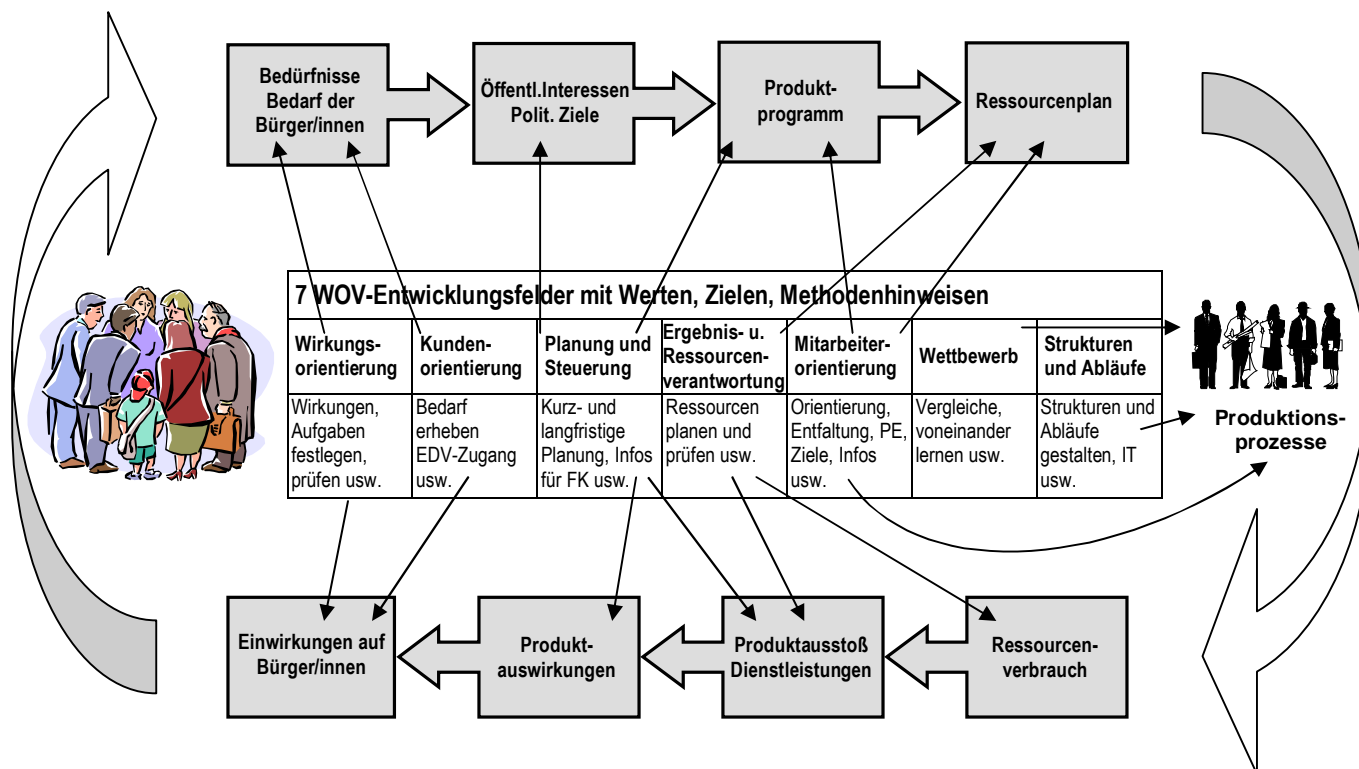 Bedürfnisse
Bedarf der
Bürger/innen
Öffentl.Interessen
Polit. Ziele
Produkt-
programm
Ressourcenplan
7 WOV-Entwicklungsfelder mit Werten, Zielen, Methodenhinweisen
Wirkungs-
orientierung
Kunden-
orientierung
Planung und
Steuerung
Ergebnis- u.
Ressourcen-
verantwortung
Mitarbeiter-
orientierung
Wettbewerb
Strukturen
und Abläufe
Wirkungen,
Aufgaben
festlegen,
prüfen usw.
Bedarf
erheben
EDV-Zugang
usw.
Kurz- und
langfristige
Planung, Infos
für FK usw.
Ressourcen
planen und
prüfen usw.
Orientierung,
Entfaltung, PE,
Ziele, Infos
usw.
Vergleiche,
voneinander
lernen usw.
Strukturen und
Abläufe
gestalten, IT
usw.
Produktions-
prozesse
Einwirkungen auf
Bürger/innen
Produkt-
auswirkungen
Produktausstoß
Dienstleistungen
Ressourcen-
verbrauch